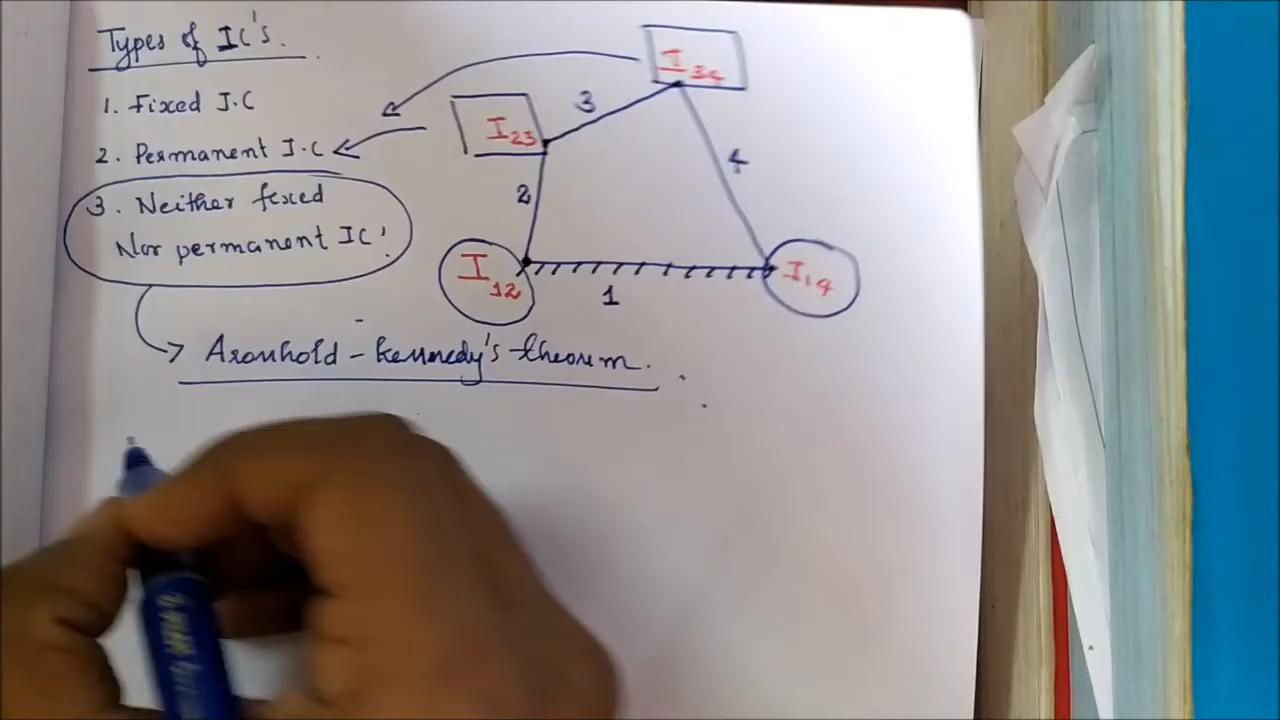 Types of IC's.
1. Fixed I.C
2. Permanent I.C
3. Neither fixed
Nor permanent IC!
I34
I23
3
4
2
I12
I14
1
Aronhold - Kennedy's theorem.